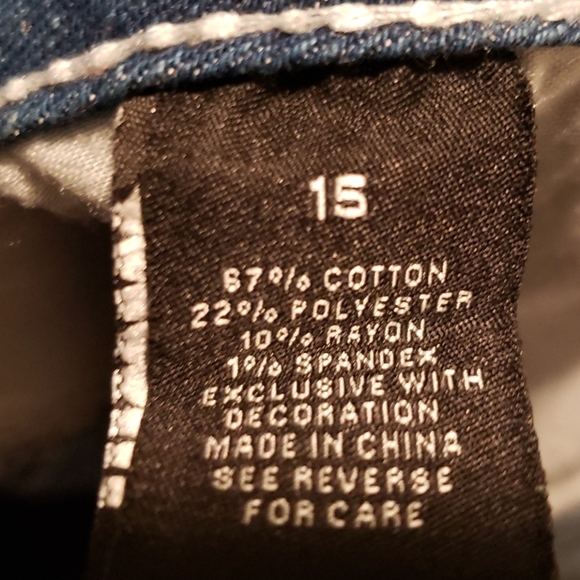 15
67% COTTON
22% POLYESTER
10% RAYON
1% SPANDEX
EXCLUSIVE WITH
DECORATION
MADE IN CHINA
SEE REVERSE
FOR CARE